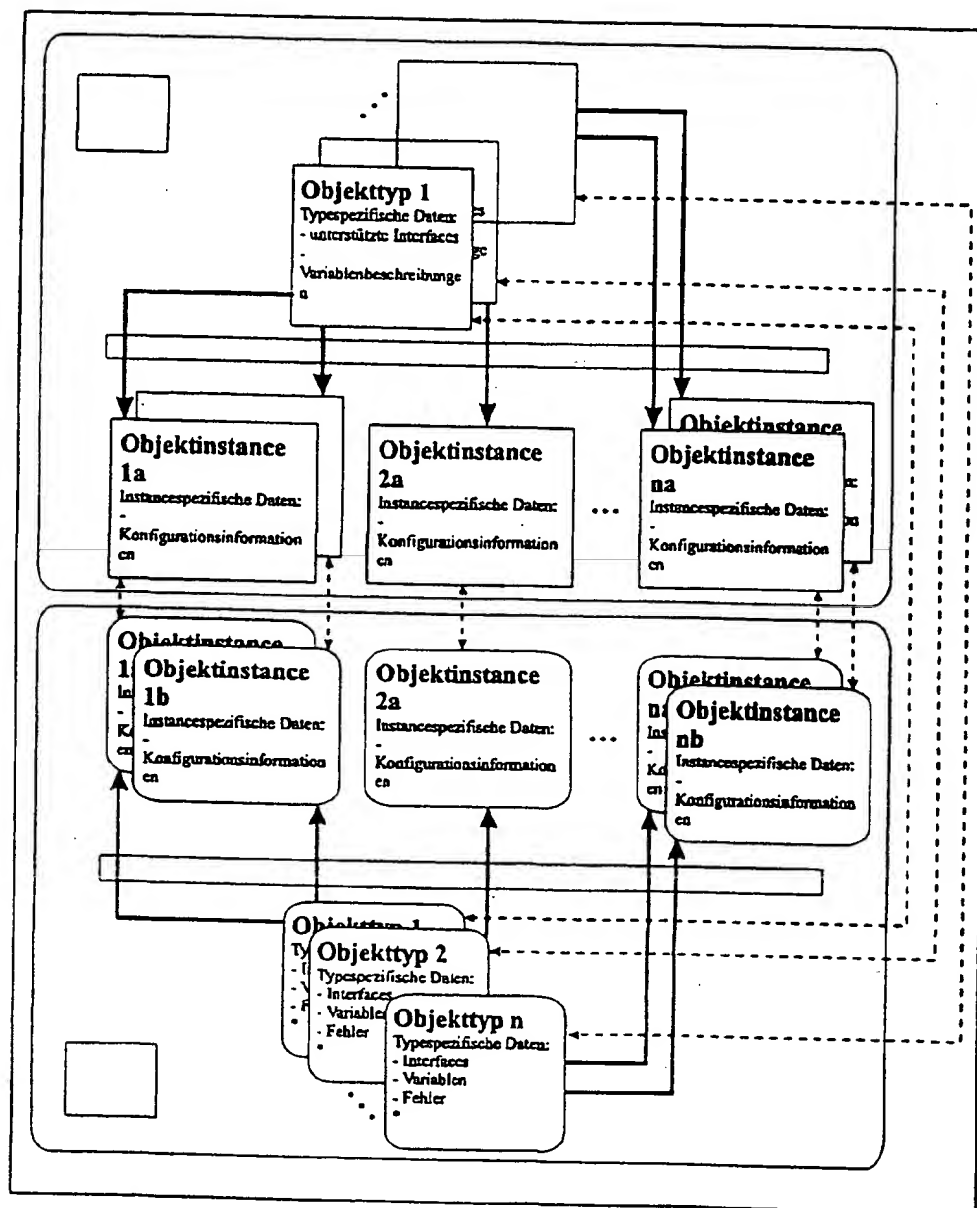 Objekttyp 1
Typespezifische Daten:
- unterstützte Interfaces
-
Variablenbeschreibunge
n
Objektinstance
1a
Instancespezifische Daten:
-
Konfigurationsinformation
en
Objektinstance
2a
Instancespezifische Daten:
-
Konfigurationsinformation
en
...
Objektinstance
Objektinstance
na
Instancespezifische Daten:
-
Konfigurationsinformation
en
Objektinstance
Objektinstance
1b
Instancespezifische Daten:
-
Konfigurationsinformation
en
Objektinstance
2a
Instancespezifische Daten:
-
Konfigurationsinformation
en
...
Objektinstance
Objektinstance
nb
Instancespezifische Daten:
-
Konfigurationsinformation
en
Objekttyp 1
Objekttyp 2
Typespezifische Daten:
- Interfaces
- Variablen
- Fehler
Objekttyp n
Typespezifische Daten:
- Interfaces
- Variablen
- Fehler